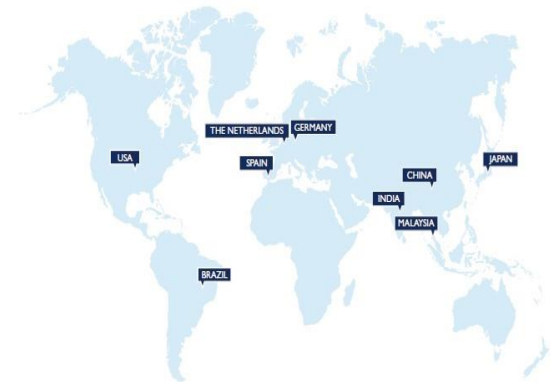 THE NETHERLANDS
GERMANY
USA
SPAIN
JAPAN
CHINA
INDIA
MALAYSIA
BRAZIL